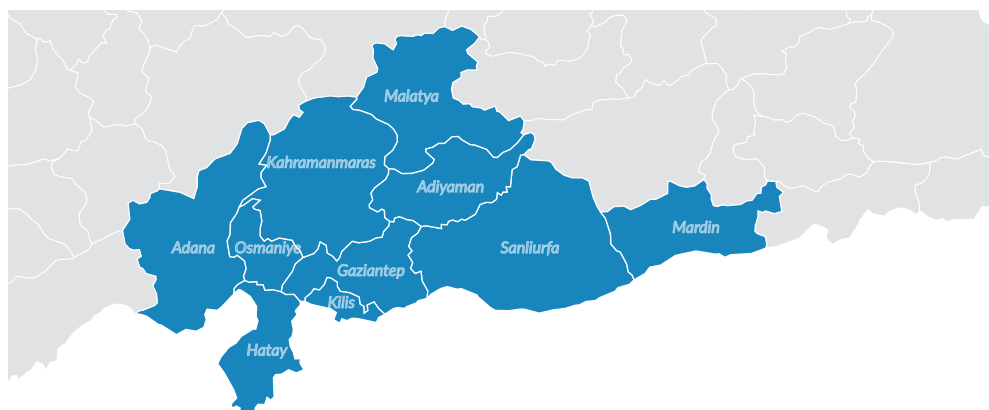 Malatya
Kahramanmaras
Adiyaman
Mardin
Adana
Osmaniye
Sanliurfa
Gaziantep
Kilis
Hatay